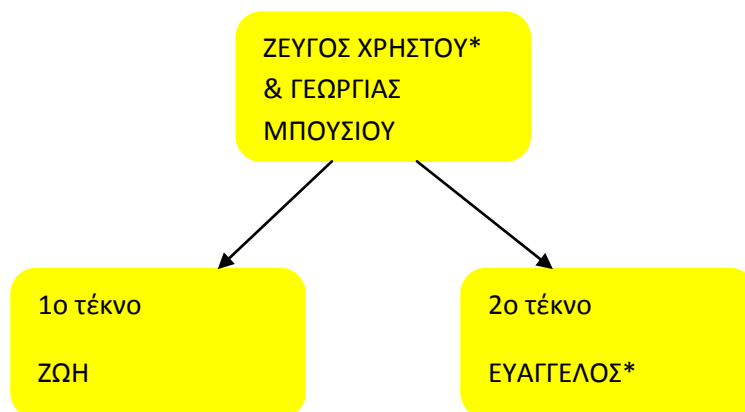 ΖΕΥΓΟΣ ΧΡΗΣΤΟΥ*
& ΓΕΩΡΓΙΑΣ
ΜΠΟΥΣΙΟΥ
1ο τέκνο
ΖΩΗ
2ο τέκνο
ΕΥΑΓΓΕΛΟΣ*